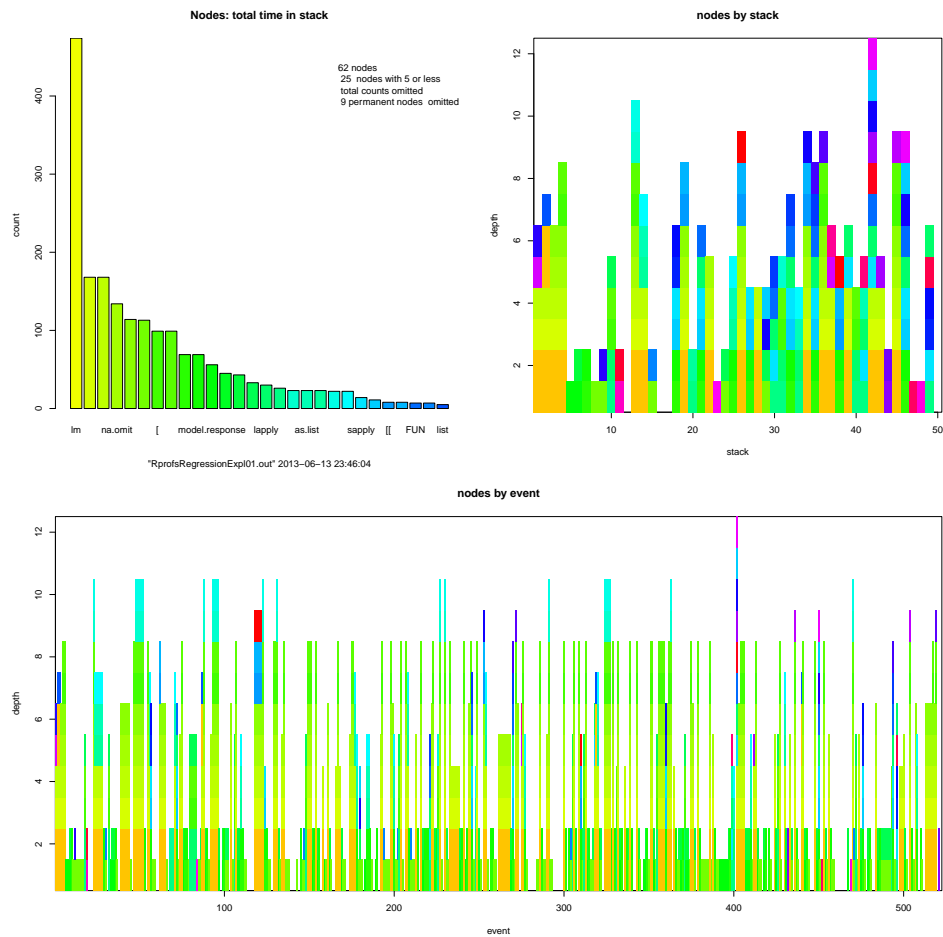 Nodes: total time in stack
62 nodes
25 nodes with 5 or less
total counts omitted
9 permanent nodes omitted
count
0
100
200
300
400
lm na.omit [ model.response lapply as.list sapply [[ FUN list
"RprofsRegressionExpl01.out" 2013−06−13 23:46:04
nodes by stack
depth
2
4
6
8
10
12
10 20 30 40 50
stack
nodes by event
depth
2
4
6
8
10
12
100 200 300 400 500
event